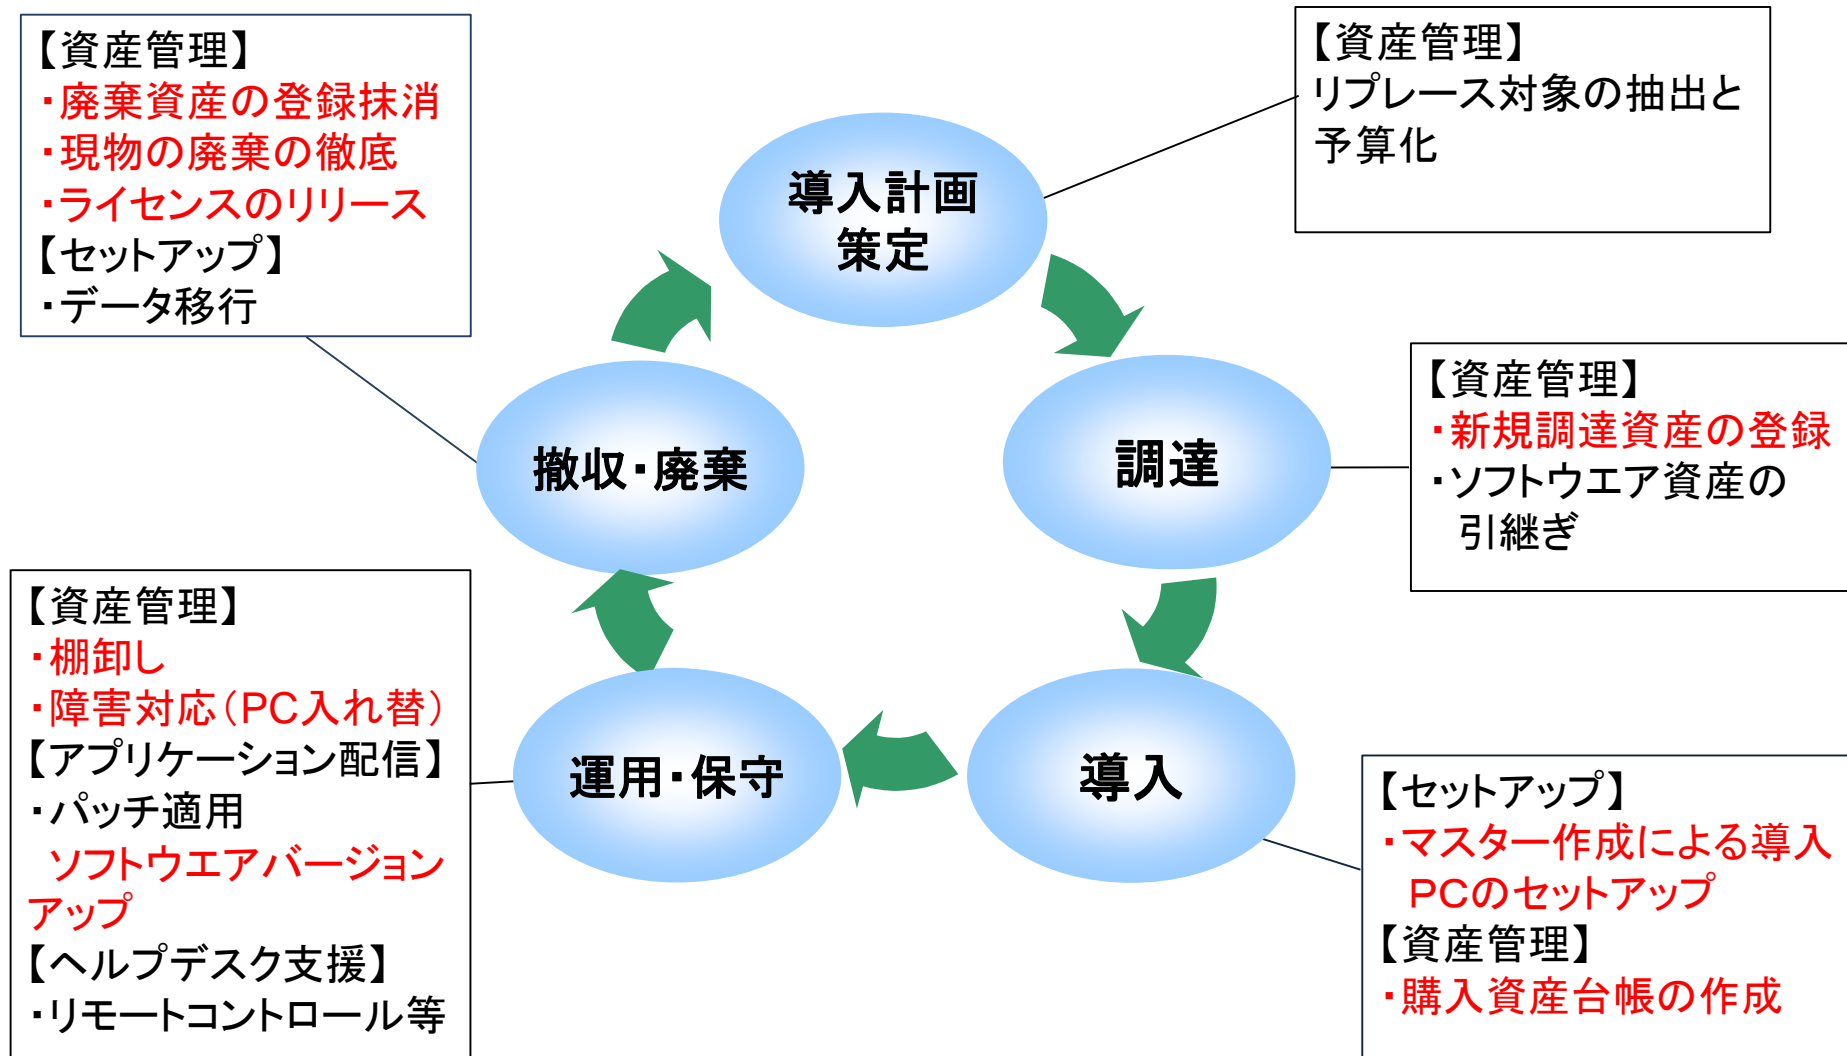 【資産管理】
・廃棄資産の登録抹消
・現物の廃棄の徹底
・ライセンスのリリース
【セットアップ】
・データ移行
【資産管理】
リプレース対象の抽出と
予算化
導入計画
策定
撤収・廃棄
調達
【資産管理】
・新規調達資産の登録
・ソフトウエア資産の
引継ぎ
【資産管理】
・棚卸し
・障害対応（PC入れ替）
【アプリケーション配信】
・パッチ適用
ソフトウエアバージョン
アップ
【ヘルプデスク支援】
・リモートコントロール等
運用・保守
導入
【セットアップ】
・マスター作成による導入
PCのセットアップ
【資産管理】
・購入資産台帳の作成